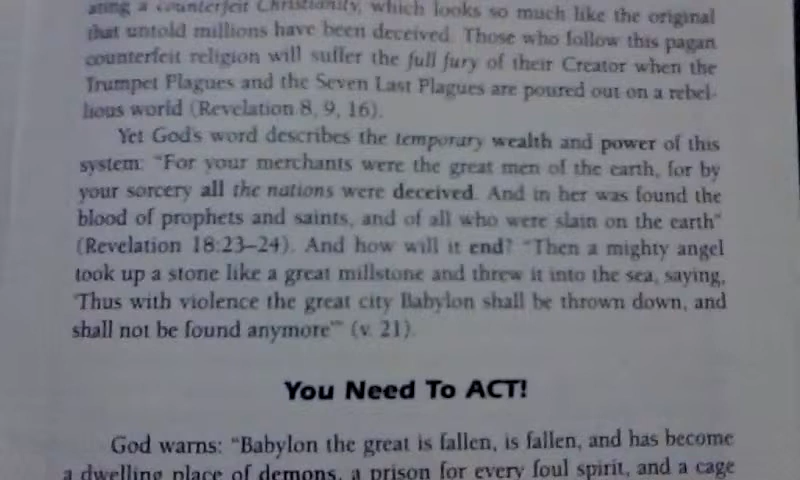 ating a counterfeit Christianity, which looks so much like the original
that untold millions have been deceived. Those who follow this pagan
counterfeit religion will suffer the full fury of their Creator when the
Trumpet Plagues and the Seven Last Plagues are poured out on a rebel-
lious world (Revelation 8, 9, 16).
Yet God's word describes the temporary wealth and power of this
system: "For your merchants were the great men of the earth, for by
your sorcery all the nations were deceived. And in her was found the
blood of prophets and saints, and of all who were slain on the earth"
(Revelation 18:23–24). And how will it end? "Then a mighty angel
took up a stone like a great millstone and threw it into the sea, saying,
'Thus with violence the great city Babylon shall be thrown down, and
shall not be found anymore'" (v. 21).
You Need To ACT!
God warns: "Babylon the great is fallen, is fallen, and has become
a dwelling place of demons, a prison for every foul spirit, and a cage